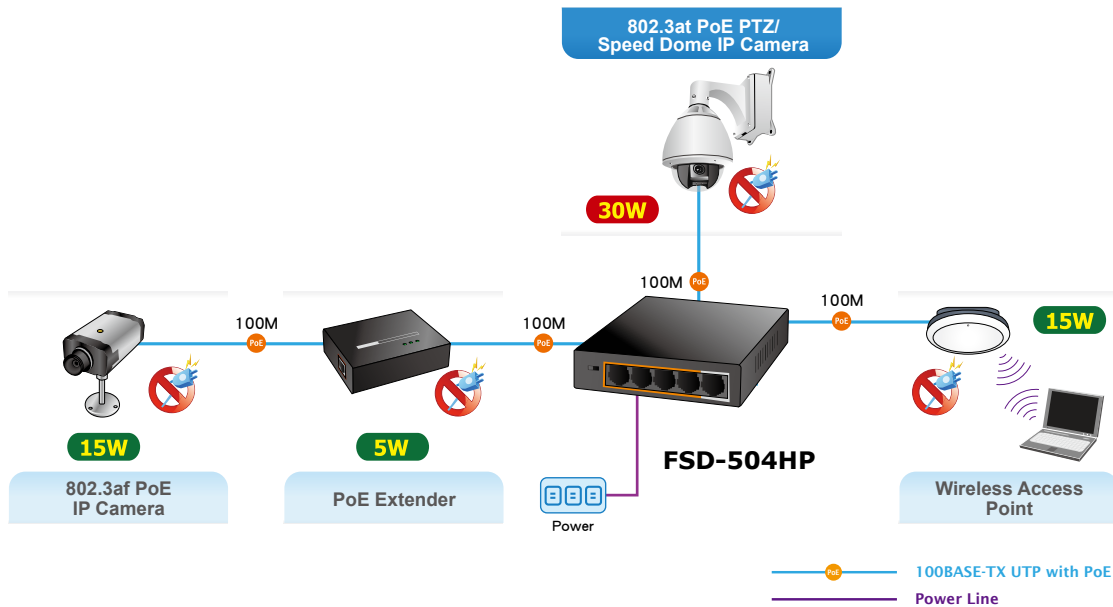 802.3at PoE PTZ/
Speed Dome IP Camera
30W
100M
PoE
100M
PoE
100M
PoE
100M
PoE
15W
15W
5W
FSD-504HP
802.3af PoE
IP Camera
PoE Extender
Power
Wireless Access
Point
PoE
100BASE-TX UTP with PoE
Power Line